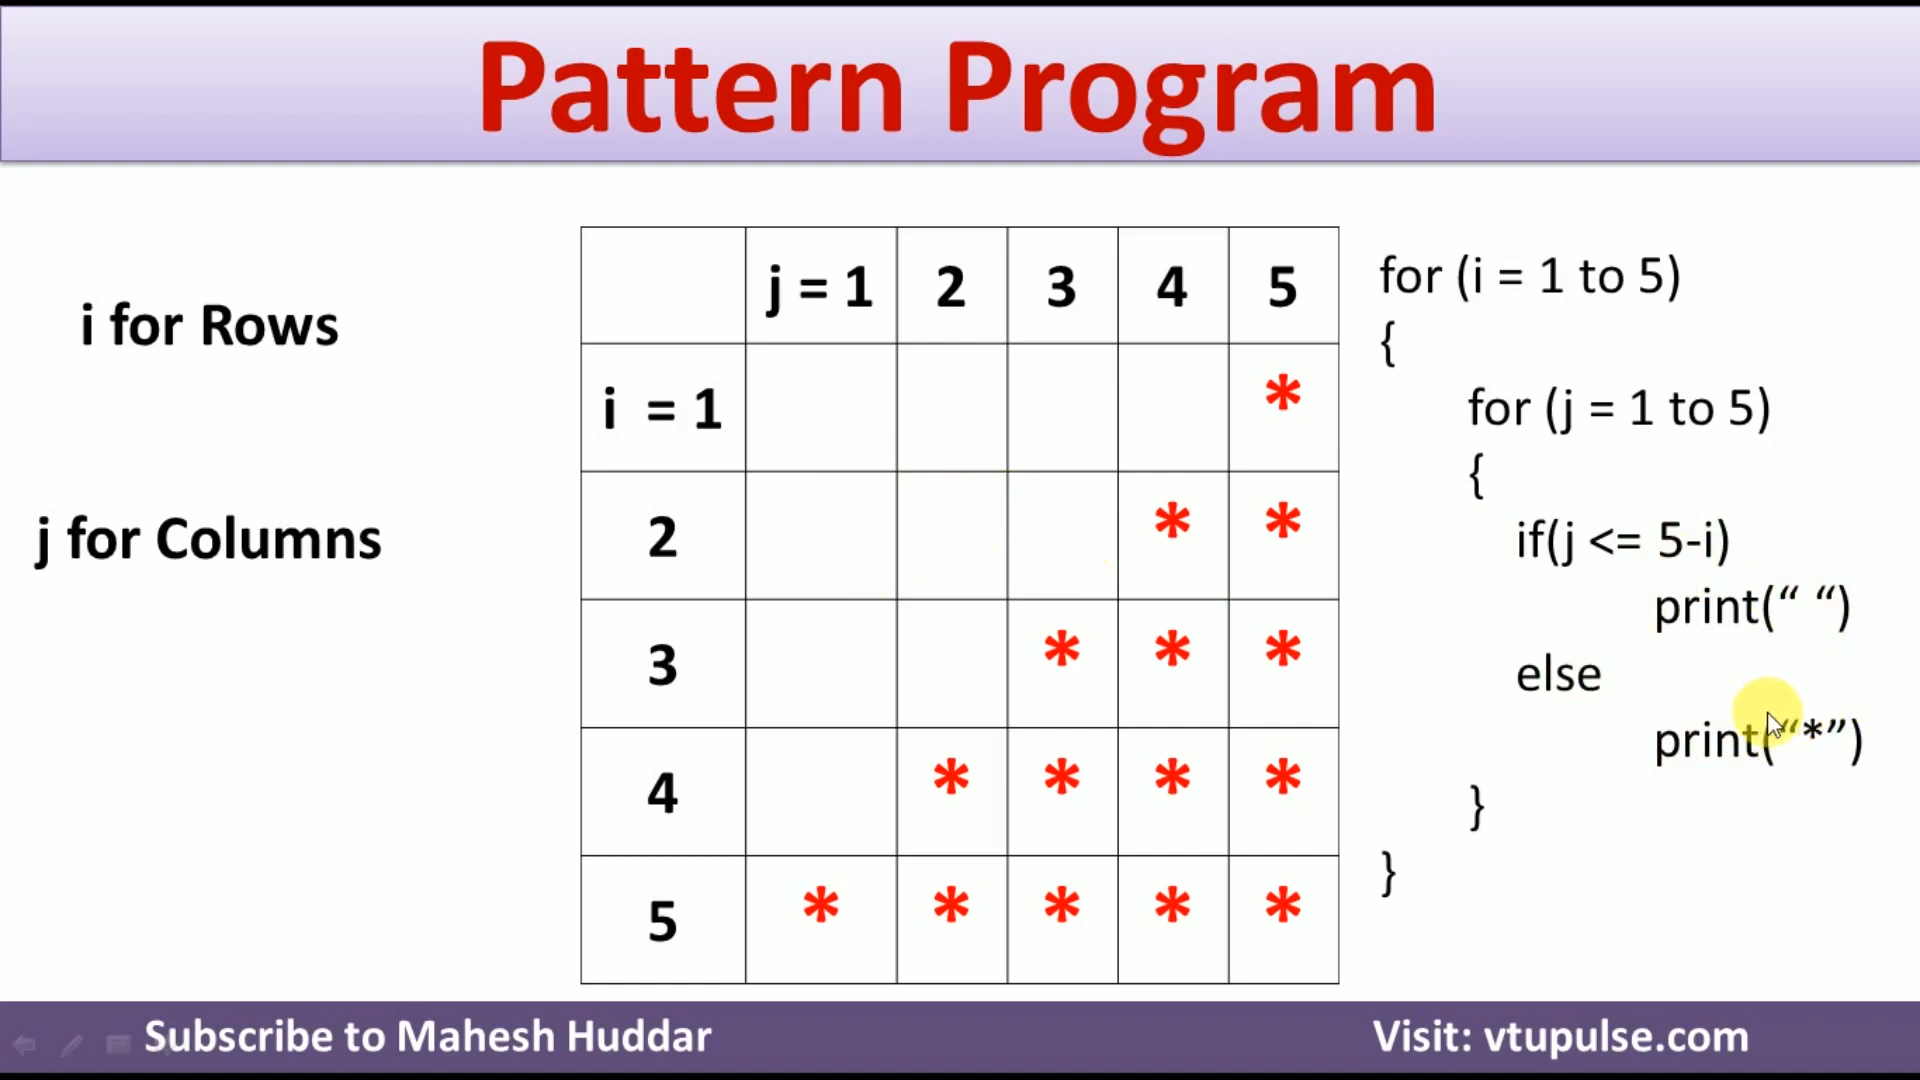 Pattern Program
i for Rows
j for Columns
j = 1 2 3 4 5
i = 1 *
2 * *
3 * * *
4 * * * *
5 * * * * *
for (i = 1 to 5)
{
for (j = 1 to 5)
{
if(j <= 5-i)
print(“ “)
else
print(“*”)
}
}
Subscribe to Mahesh Huddar
Visit: vtupulse.com